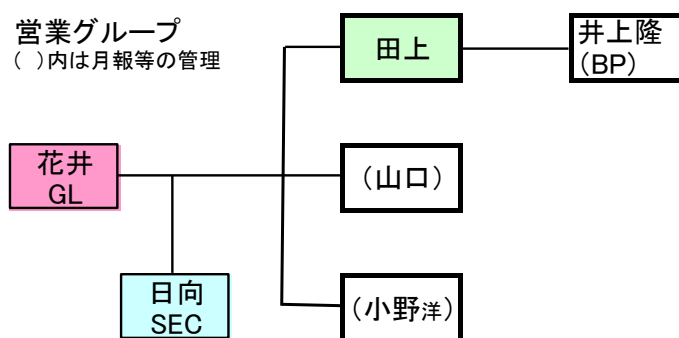 営業グループ
(　)内は月報等の管理
田上
井上隆
(BP)
花井
GL
(山口)
日向
SEC
(小野洋)